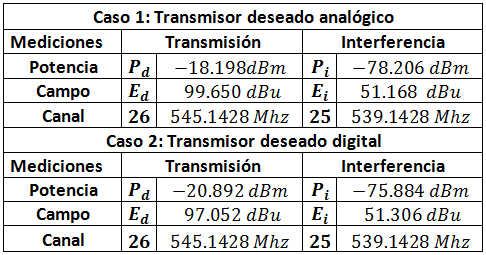 Caso 1: Transmisor deseado analógico
Mediciones Transmisión Interferencia
Potencia P_d −18.198dBm P_i −78.206 dBm
Campo E_d 99.650 dBu E_i 51.168 dBu
Canal 26 545.1428 Mhz 25 539.1428 Mhz
Caso 2: Transmisor deseado digital
Mediciones Transmisión Interferencia
Potencia P_d −20.892 dBm P_i −75.884 dBm
Campo E_d 97.052 dBu E_i 51.306 dBu
Canal 26 545.1428 Mhz 25 539.1428 Mhz